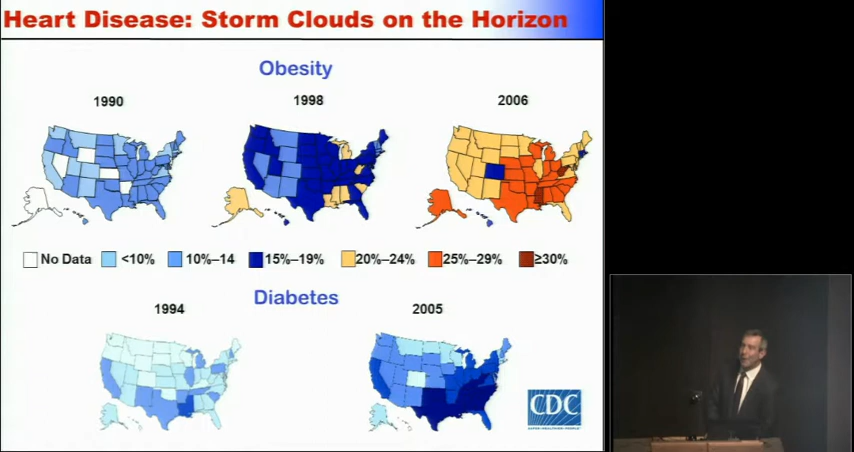 Heart Disease: Storm Clouds on the Horizon
Obesity
1990
1998
2006
No Data
<10%
10%–14
15%–19%
20%–24%
25%–29%
≥30%
Diabetes
1994
2005
CDC